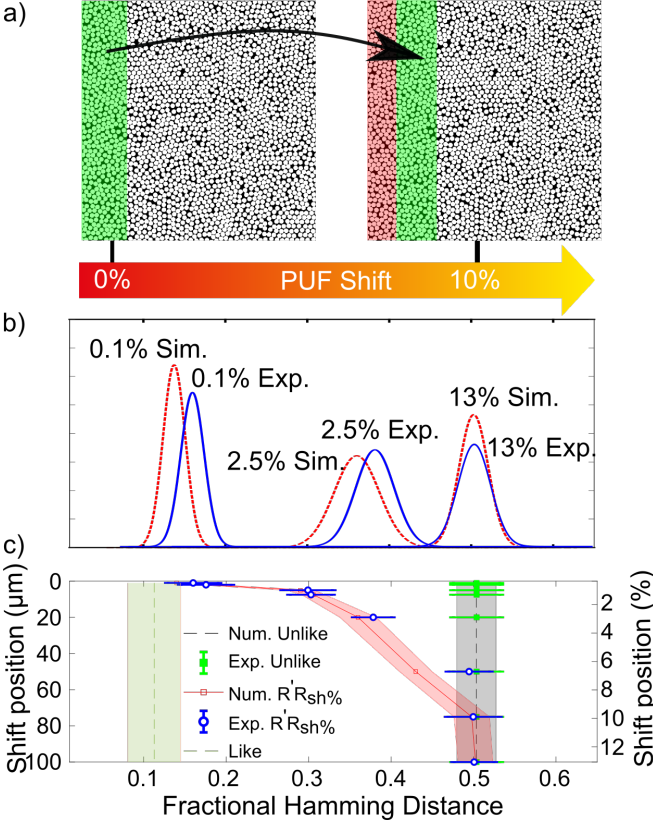 a)
0%
PUF Shift
10%
b)
0.1% Sim.
0.1% Exp.
2.5% Sim.
2.5% Exp.
13% Sim.
13% Exp.
c)
0
20
40
60
80
100
Shift position (µm)
Num. Unlike
Exp. Unlike
Num. R'R sh%
Exp. R'R sh%
Like
2
4
6
8
10
12
Shift position (%)
0.1
0.2
0.3
0.4
0.5
0.6
Fractional Hamming Distance